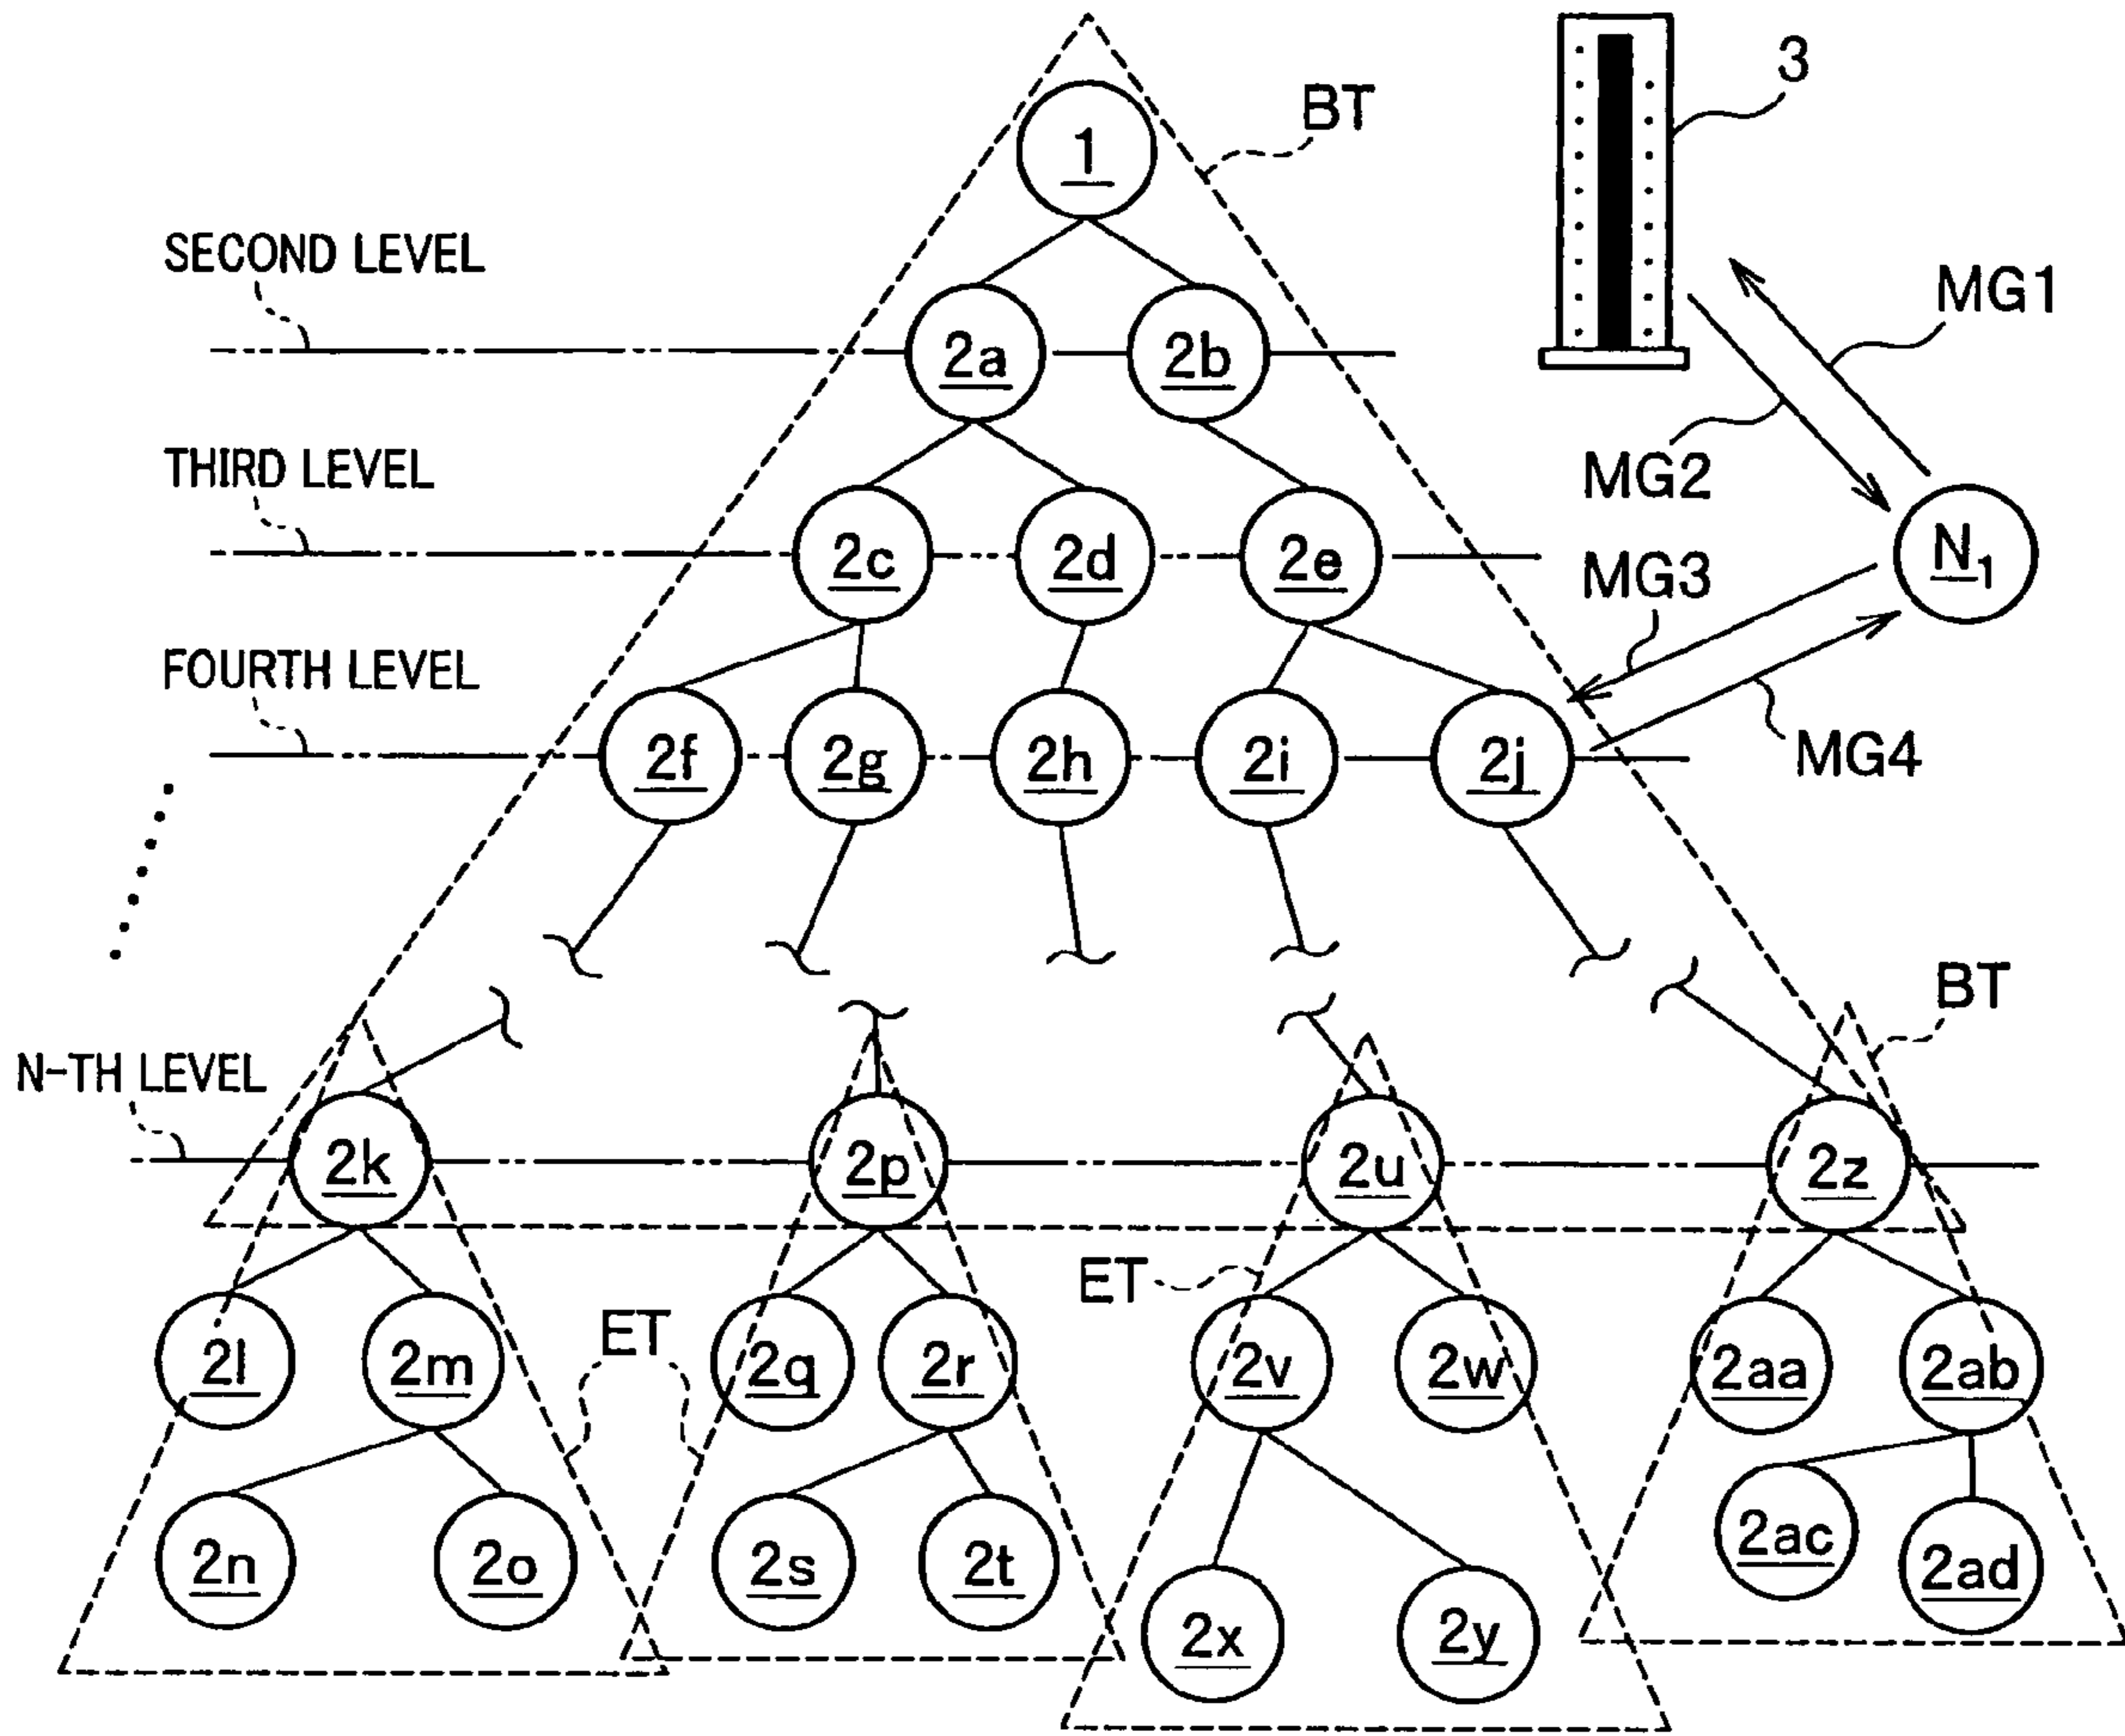 3
BT
1
SECOND LEVEL
MG1
2a
2b
THIRD LEVEL
MG2
2c
2d
2e
MG3
N1
FOURTH LEVEL
2f
2g
2h
2i
2j
MG4
BT
N-TH LEVEL
2k
2p
2u
2z
ET
ET
2l
2m
2q
2r
2v
2w
2aa
2ab
2n
2o
2s
2t
2ac
2ad
2x
2y